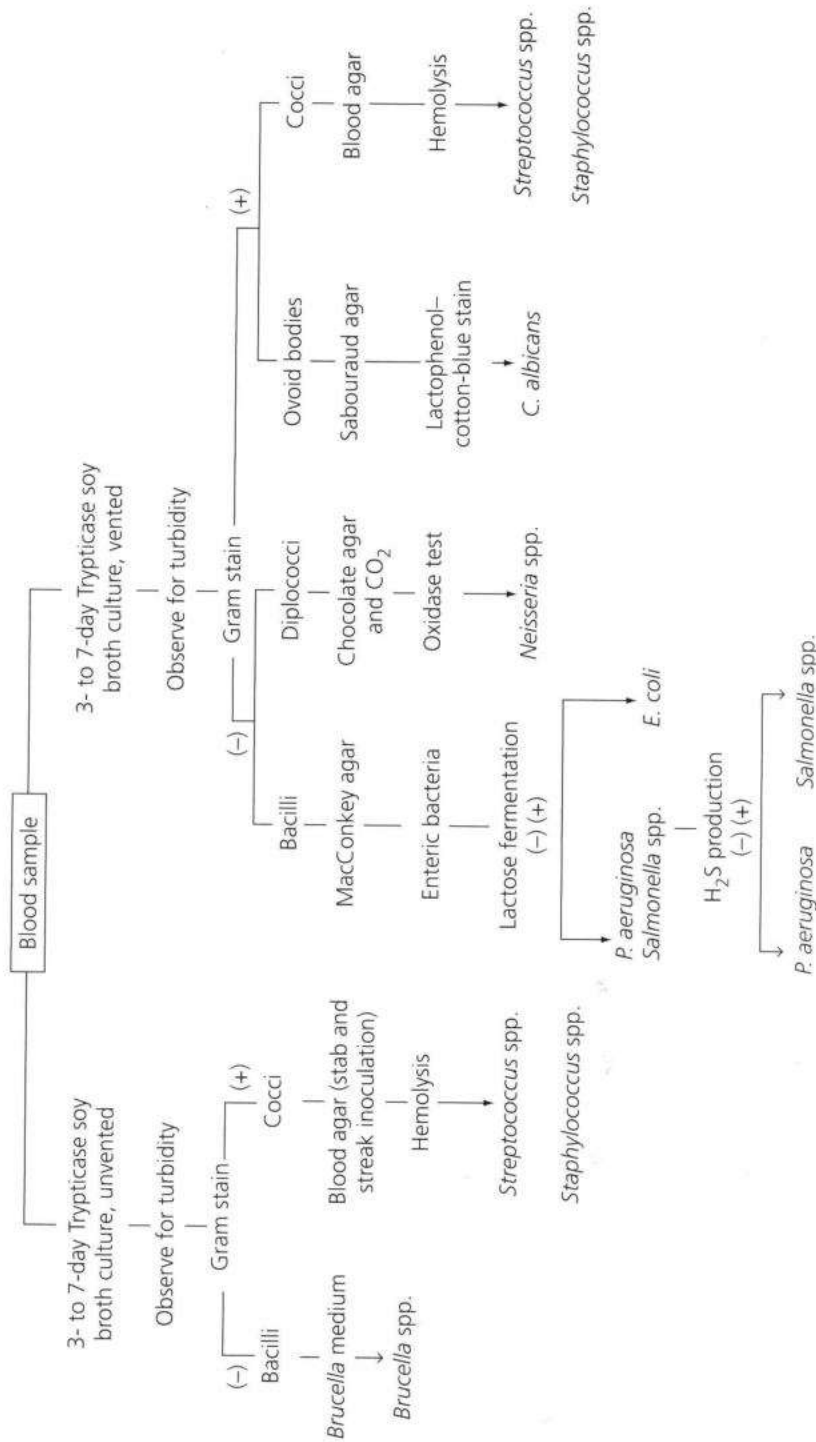 Blood sample
3- to 7-day Trypticase soy
broth culture, unvented
Observe for turbidity
Gram stain
(–)
(+)
Bacilli
Brucella medium
Brucella spp.
Cocci
Blood agar (stab and
streak inoculation)
Hemolysis
Streptococcus spp.
Staphylococcus spp.
3- to 7-day Trypticase soy
broth culture, vented
Observe for turbidity
Gram stain
(–)
(+)
Bacilli
MacConkey agar
Enteric bacteria
Lactose fermentation
(–) (+)
P. aeruginosa
Salmonella spp.
E. coli
H₂S production
(–) (+)
P. aeruginosa
Salmonella spp.
Diplococci
Chocolate agar
and CO₂
Oxidase test
Neisseria spp.
Ovoid bodies
Sabouraud agar
Lactophenol–
cotton-blue stain
C. albicans
Cocci
Blood agar
Hemolysis
Streptococcus spp.
Staphylococcus spp.